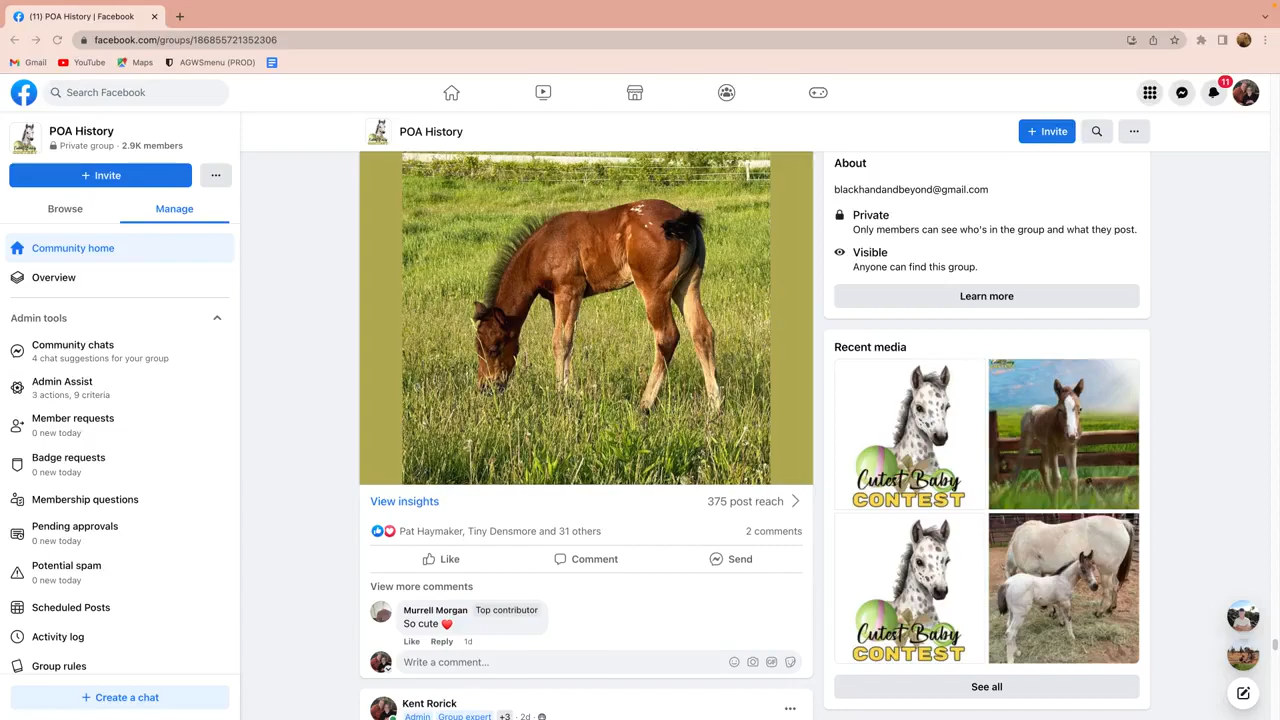 (11) POA History | Facebook
facebook.com/groups/186855721352306
Gmail
YouTube
Maps
AGWSmenu (PROD)
Search Facebook
11
POA History
Private group · 2.9K members
+ Invite
Browse
Manage
Community home
Overview
Admin tools
Community chats
4 chat suggestions for your group
Admin Assist
3 actions, 9 criteria
Member requests
0 new today
Badge requests
0 new today
Membership questions
Pending approvals
0 new today
Potential spam
0 new today
Scheduled Posts
Activity log
Group rules
+ Create a chat
POA History
+ Invite
View insights
375 post reach
Pat Haymaker, Tiny Densmore and 31 others
2 comments
Like
Comment
Send
View more comments
Murrell Morgan Top contributor
So cute ❤️
Like Reply 1d
Write a comment...
Kent Rorick
Admin Group expert +3 · 2d ·
About
blackhandandbeyond@gmail.com
Private
Only members can see who's in the group and what they post.
Visible
Anyone can find this group.
Learn more
Recent media
Cutest Baby
CONTEST
Cutest Baby
CONTEST
See all